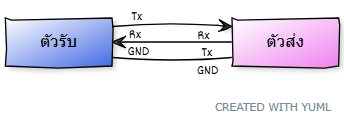 Tx
ตัวรับ Rx Rx ตัวส่ง
GND Tx
GND
CREATED WITH YUML